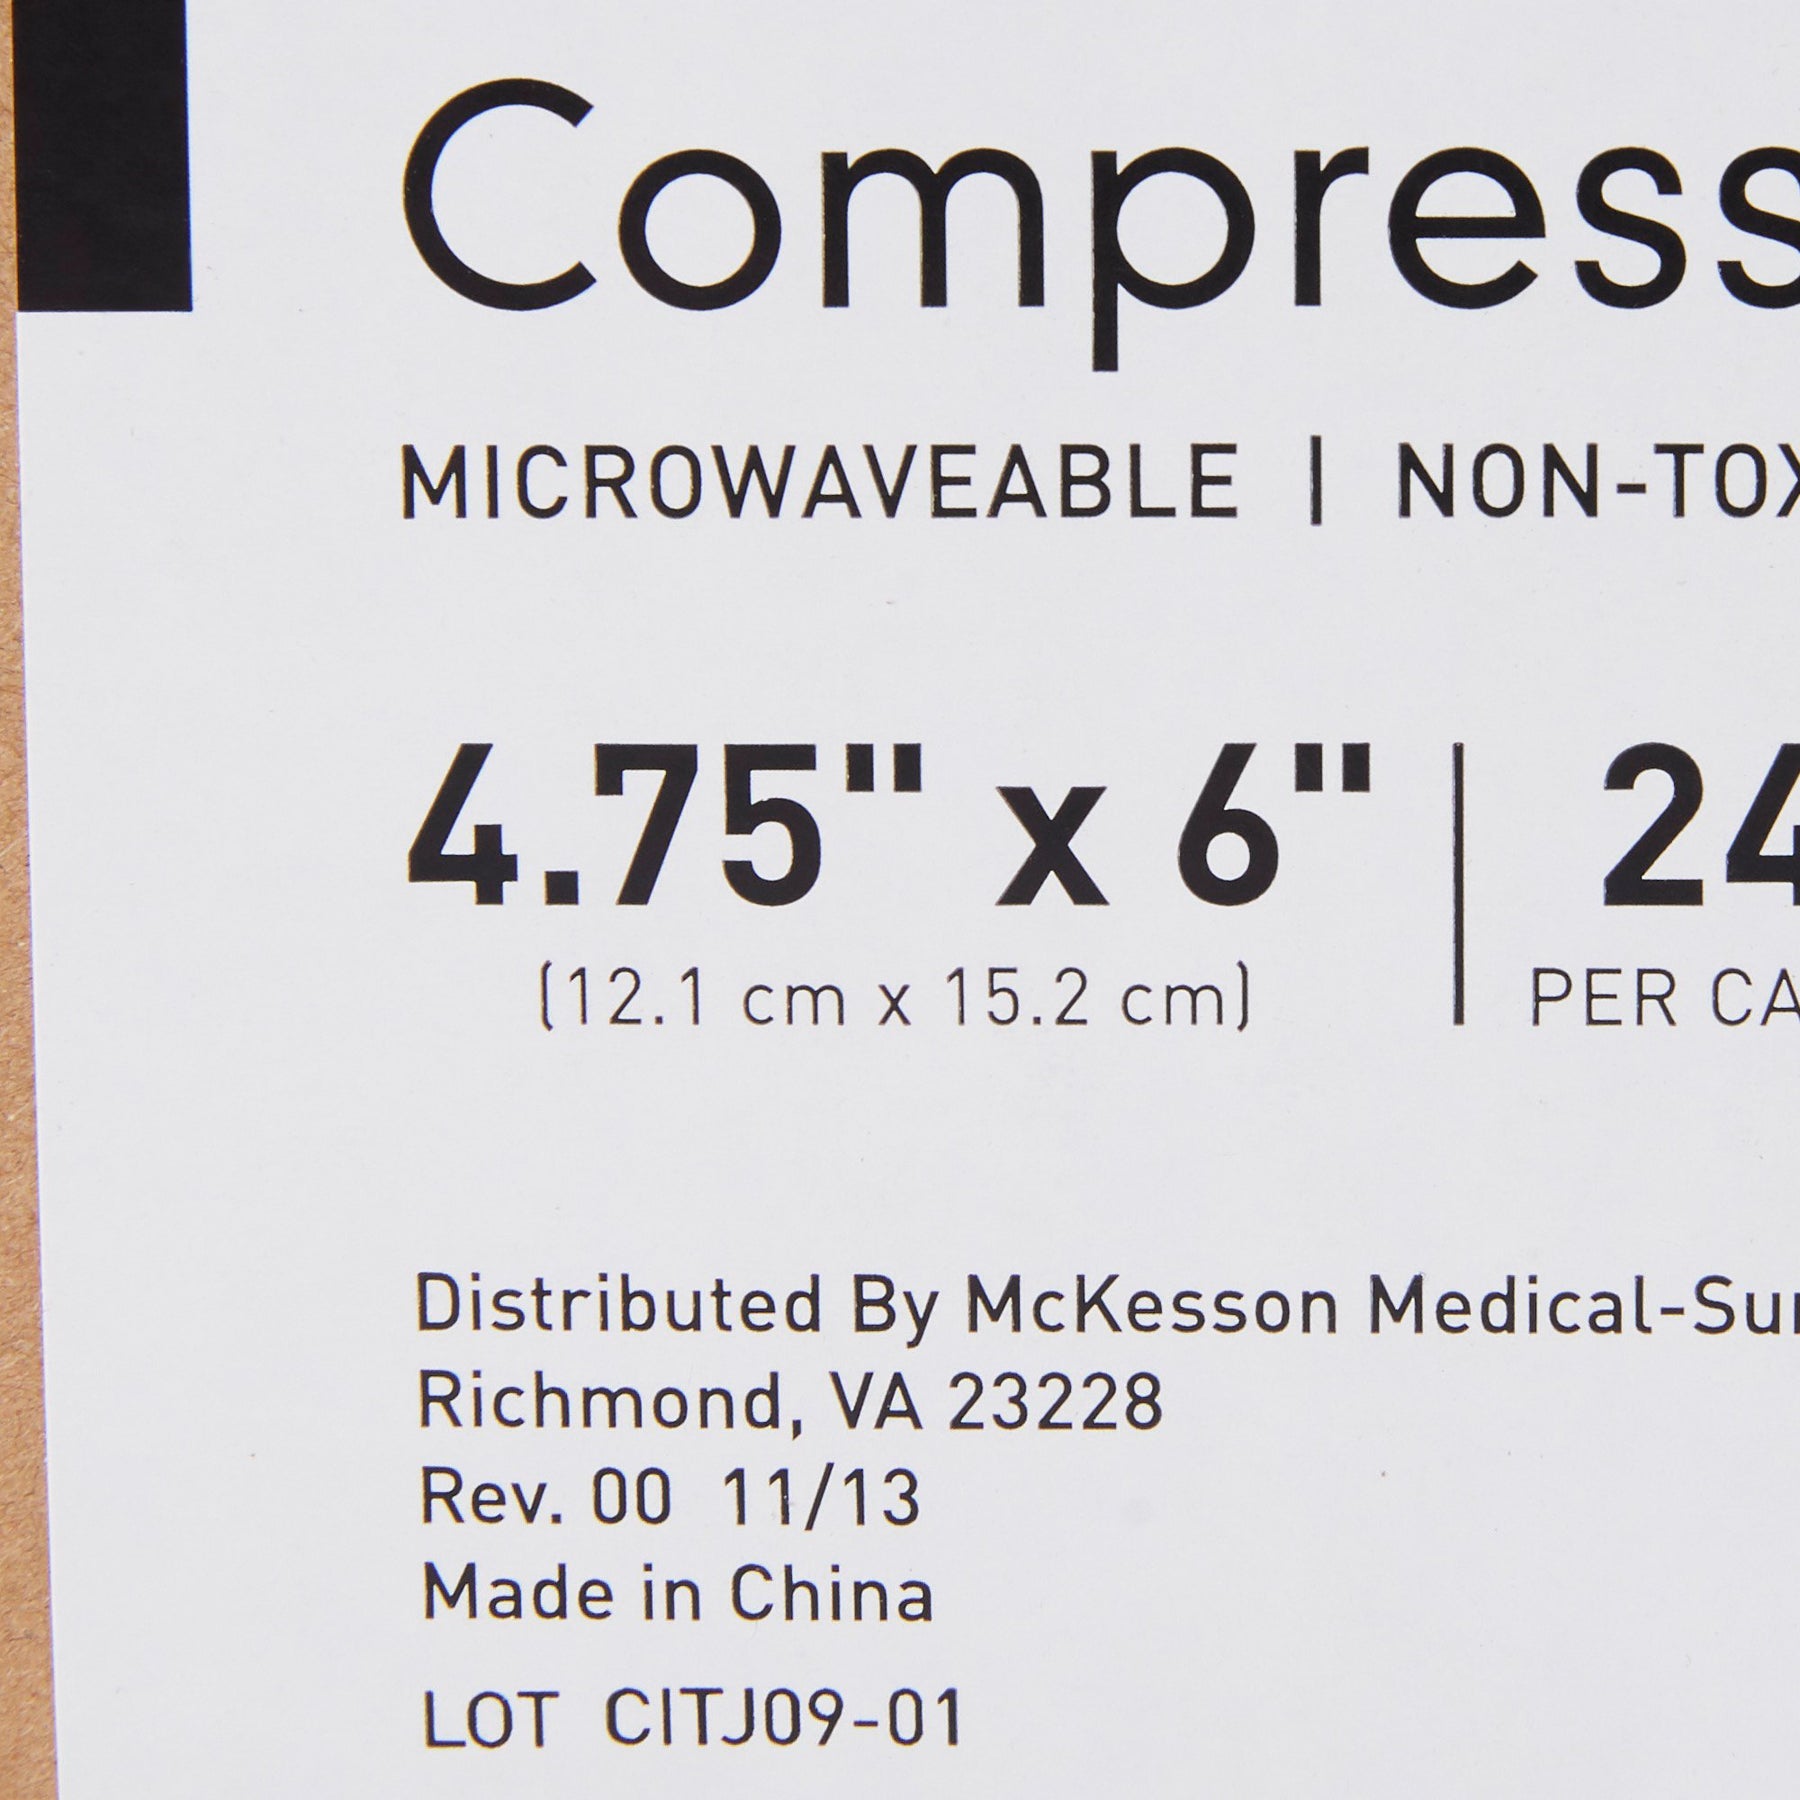 Compress
MICROWAVEABLE | NON-TOX
4.75" x 6" | 24
(12.1 cm x 15.2 cm) PER CA
Distributed By McKesson Medical-Sur
Richmond, VA 23228
Rev. 00 11/13
Made in China
LOT CITJ09-01